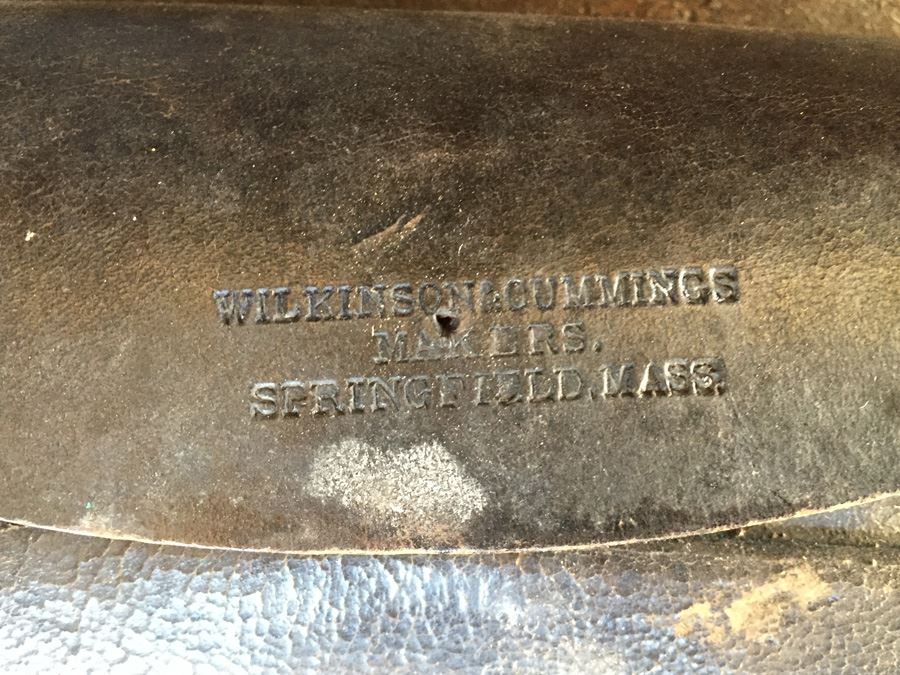 WILKINSON & CUMMINGS
MAKERS.
SPRINGFIELD, MASS.